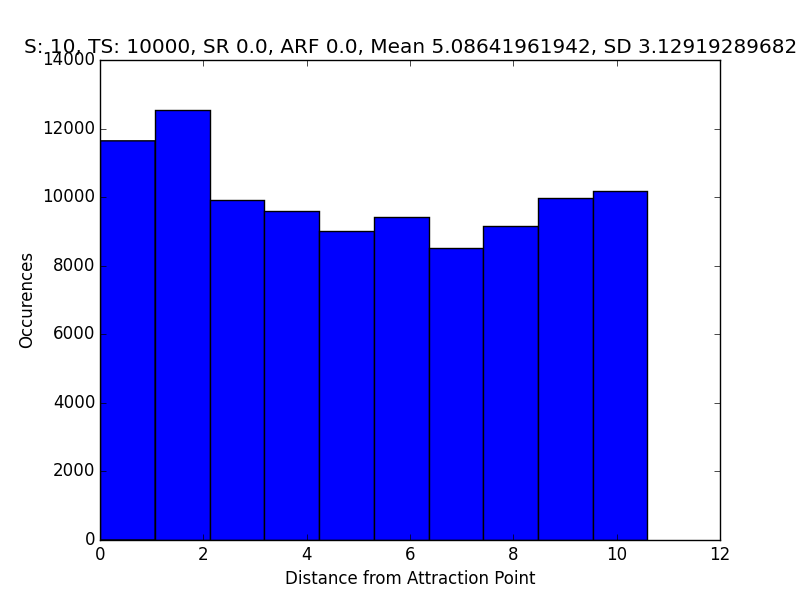 S: 10, TS: 10000, SR 0.0, ARF 0.0, Mean 5.08641961942, SD 3.12919289682
14000
12000
10000
8000
6000
4000
2000
0
Occurences
0 2 4 6 8 10 12
Distance from Attraction Point